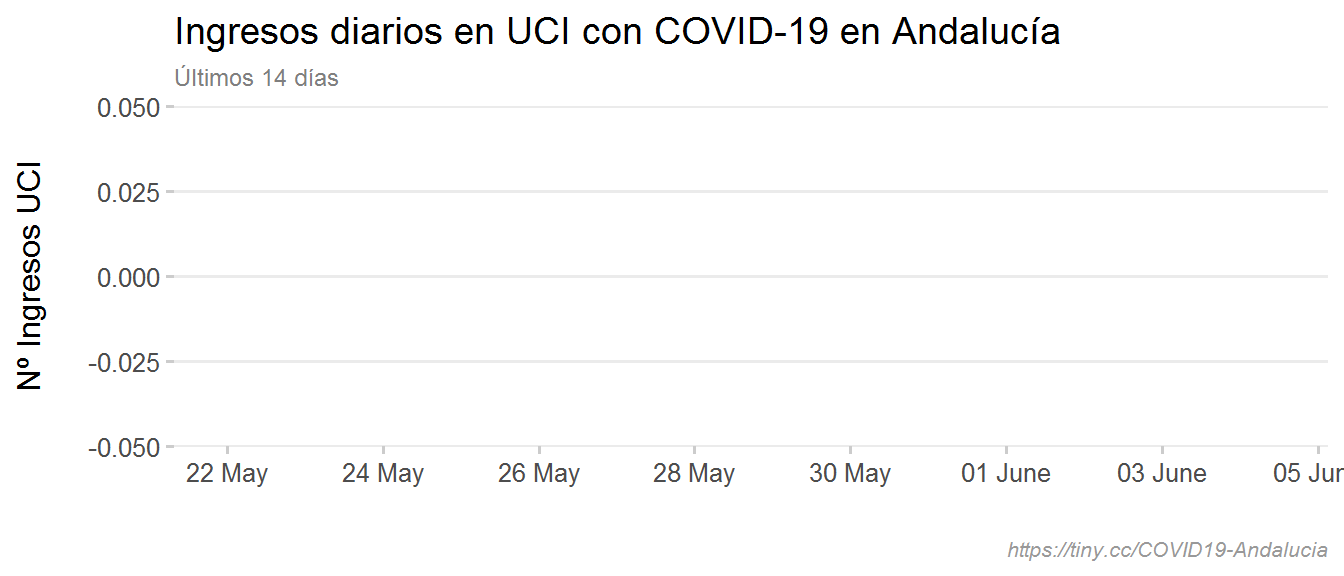 Ingresos diarios en UCI con COVID-19 en Andalucía
Últimos 14 días
Nº Ingresos UCI
0.050
0.025
0.000
-0.025
-0.050
22 May 24 May 26 May 28 May 30 May 01 June 03 June 05 Jun
https://tiny.cc/COVID19-Andalucia